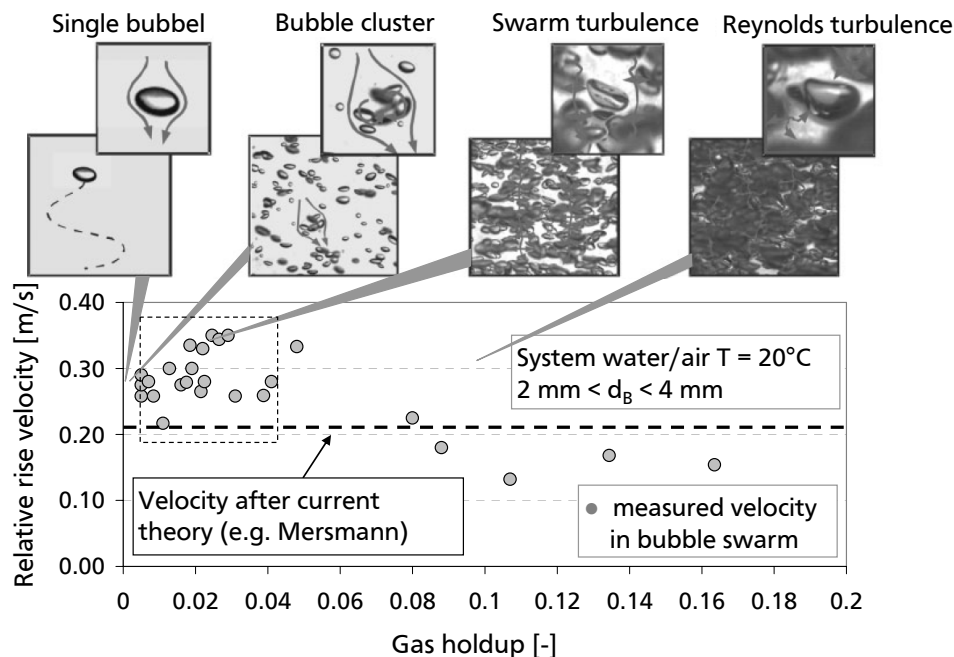 Single bubbel
Bubble cluster
Swarm turbulence
Reynolds turbulence
Relative rise velocity [m/s]
0.40
0.30
0.20
0.10
0.00
System water/air T = 20°C
2 mm < d_B < 4 mm
Velocity after current
theory (e.g. Mersmann)
measured velocity
in bubble swarm
0 0.02 0.04 0.06 0.08 0.1 0.12 0.14 0.16 0.18 0.2
Gas holdup [-]